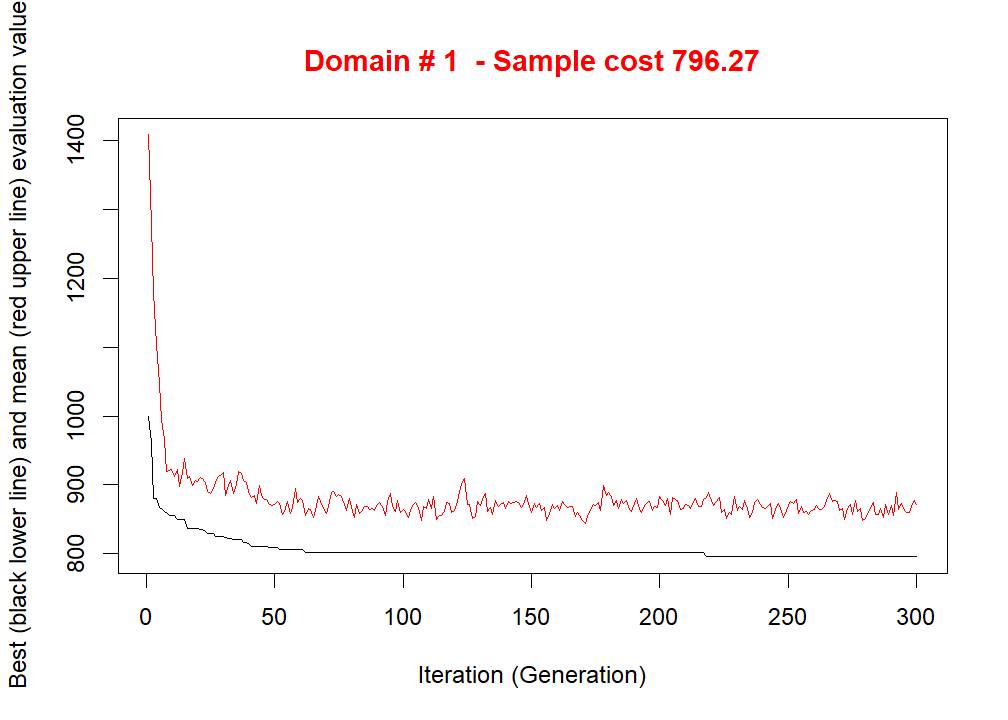 Domain # 1  - Sample cost 796.27
Best (black lower line) and mean (red upper line) evaluation value
1400
1200
1000
900
800
0 50 100 150 200 250 300
Iteration (Generation)